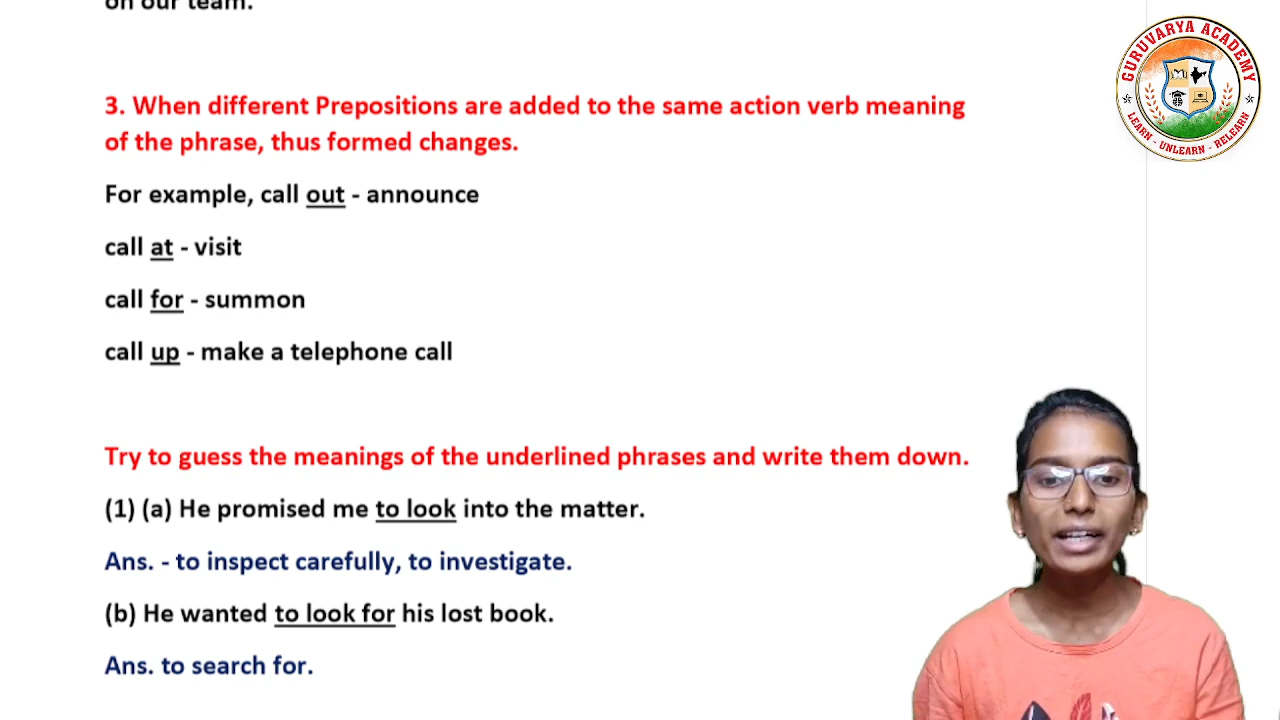 on our team.
3. When different Prepositions are added to the same action verb meaning
of the phrase, thus formed changes.
For example, call out - announce
call at - visit
call for - summon
call up - make a telephone call
Try to guess the meanings of the underlined phrases and write them down.
(1) (a) He promised me to look into the matter.
Ans. - to inspect carefully, to investigate.
(b) He wanted to look for his lost book.
Ans. to search for.
GURUVARYA ACADEMY
LEARN - UNLEARN - RELEARN